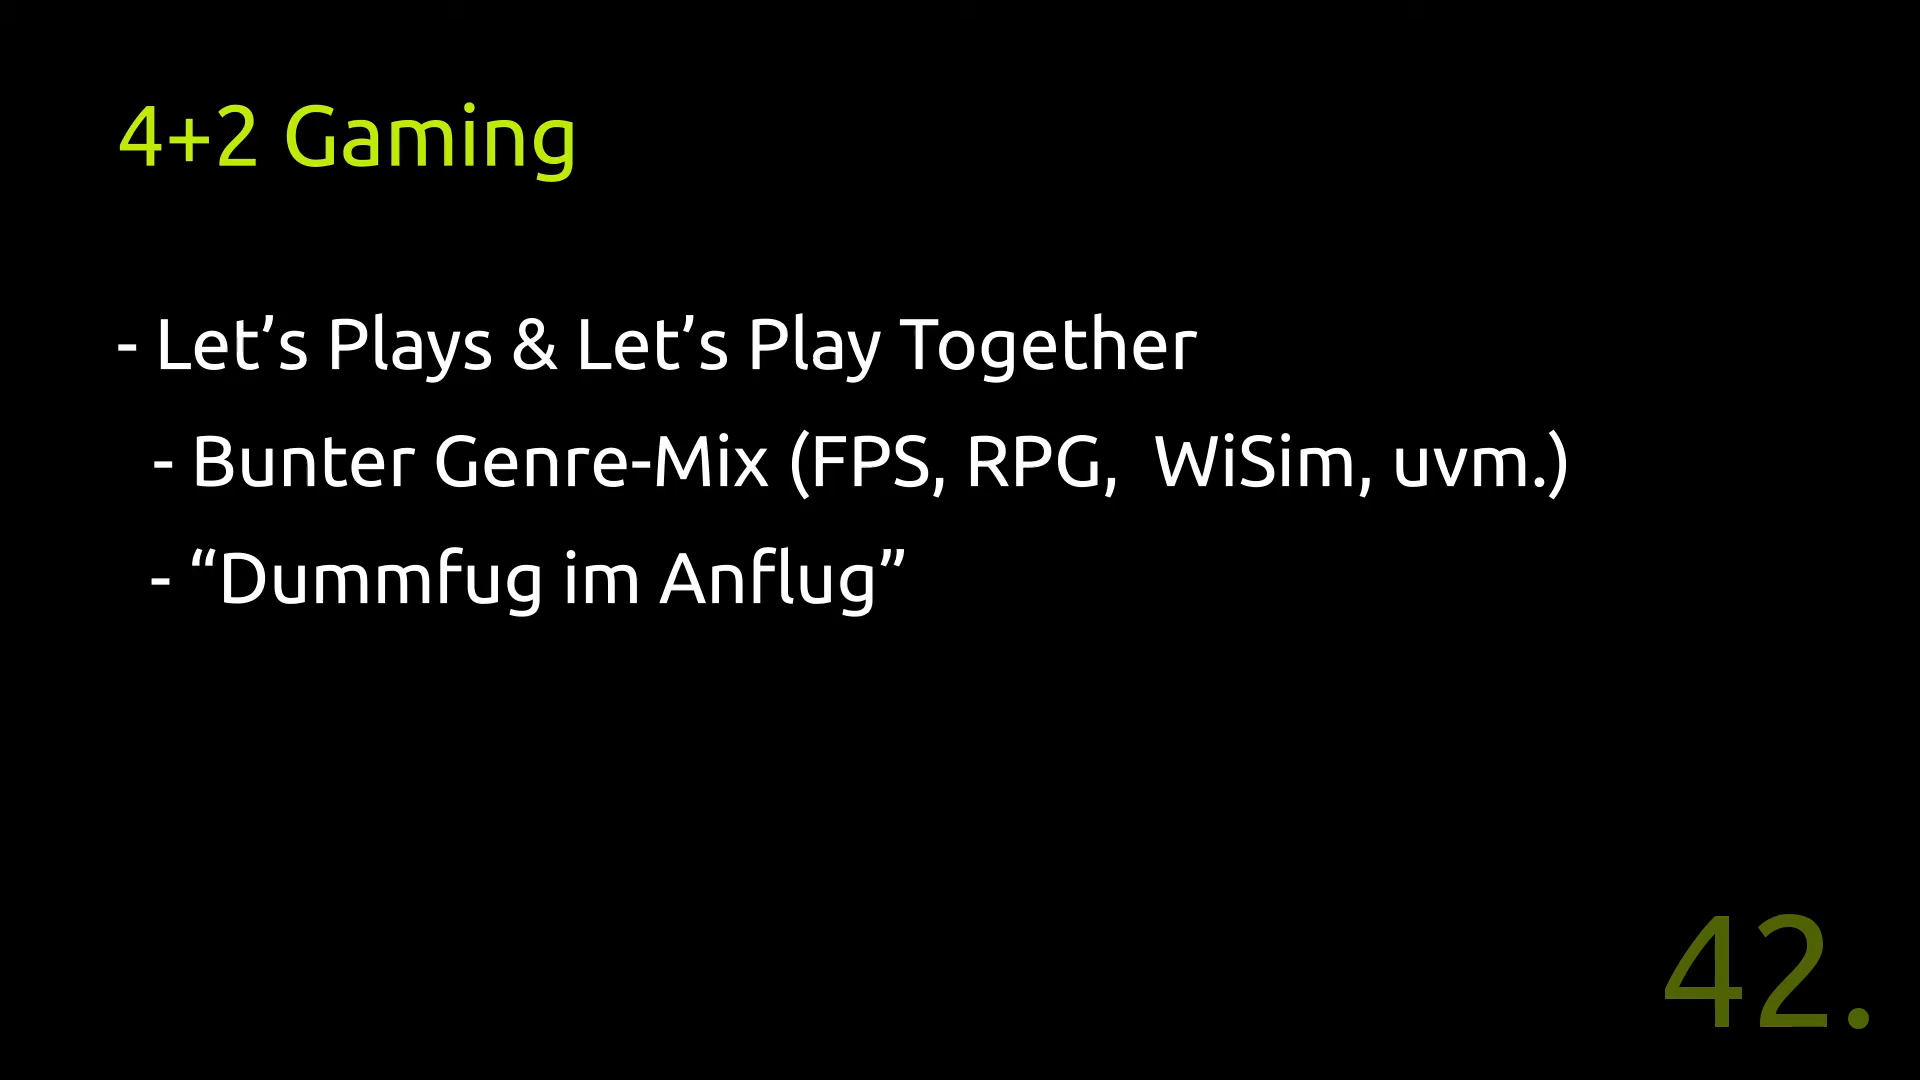 4+2 Gaming
- Let’s Plays & Let’s Play Together
- Bunter Genre-Mix (FPS, RPG,  WiSim, uvm.)
- “Dummfug im Anflug”
42.